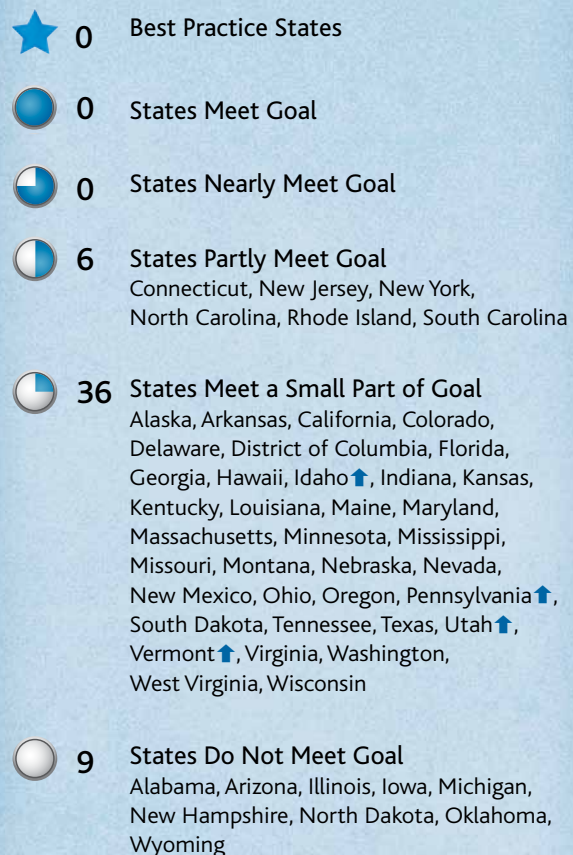 0 Best Practice States
0 States Meet Goal
0 States Nearly Meet Goal
6 States Partly Meet Goal
Connecticut, New Jersey, New York,
North Carolina, Rhode Island, South Carolina
36 States Meet a Small Part of Goal
Alaska, Arkansas, California, Colorado,
Delaware, District of Columbia, Florida,
Georgia, Hawaii, Idaho⬆, Indiana, Kansas,
Kentucky, Louisiana, Maine, Maryland,
Massachusetts, Minnesota, Mississippi,
Missouri, Montana, Nebraska, Nevada,
New Mexico, Ohio, Oregon, Pennsylvania⬆,
South Dakota, Tennessee, Texas, Utah⬆,
Vermont⬆, Virginia, Washington,
West Virginia, Wisconsin
9 States Do Not Meet Goal
Alabama, Arizona, Illinois, Iowa, Michigan,
New Hampshire, North Dakota, Oklahoma,
Wyoming